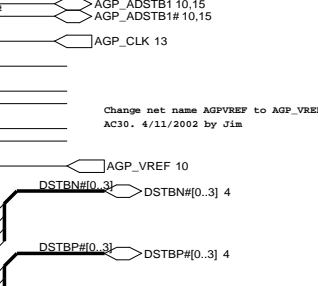 AGP_ADSTB1 10,15
AGP_ADSTB1# 10,15
AGP_CLK 13
Change net name AGPVREF to AGP_VREF
AC30. 4/11/2002 by Jim
AGP_VREF 10
DSTBN#[0..3] DSTBN#[0..3] 4
DSTBP#[0..3] DSTBP#[0..3] 4